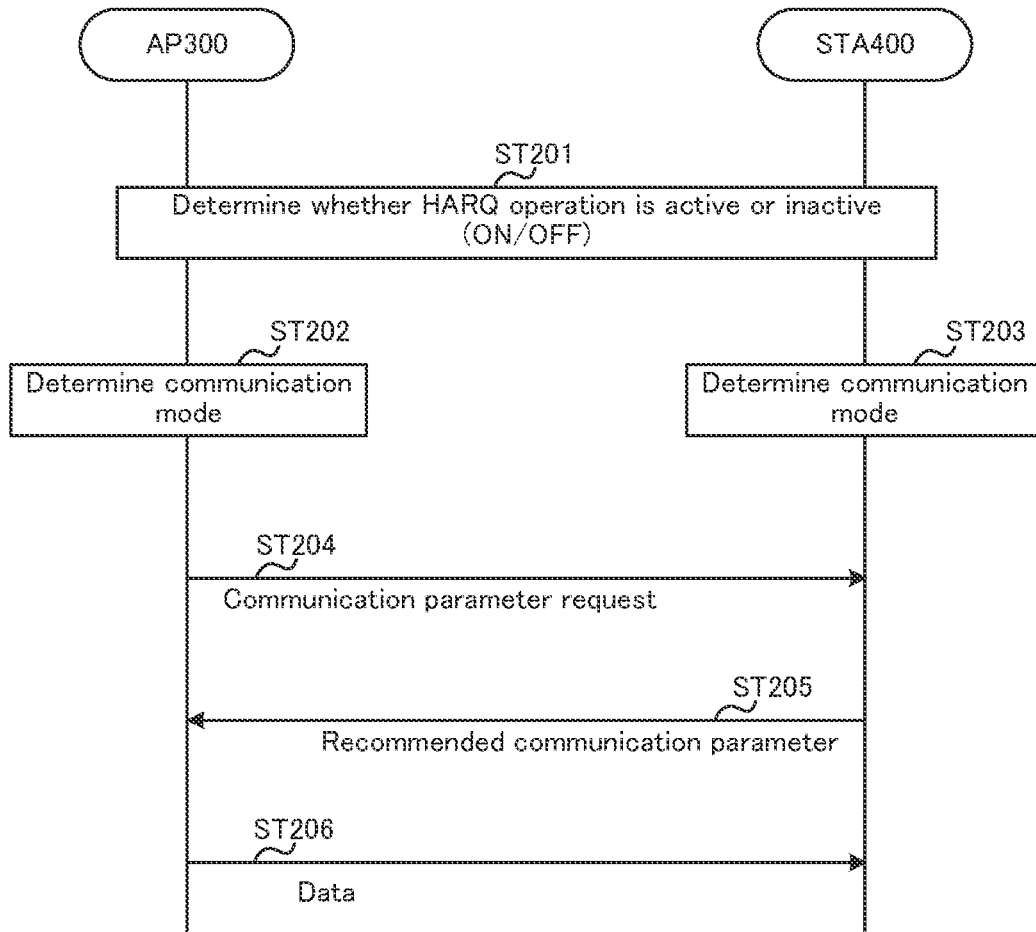 AP300
STA400
ST201
Determine whether HARQ operation is active or inactive
(ON/OFF)
ST202
Determine communication
mode
ST203
Determine communication
mode
ST204
Communication parameter request
ST205
Recommended communication parameter
ST206
Data